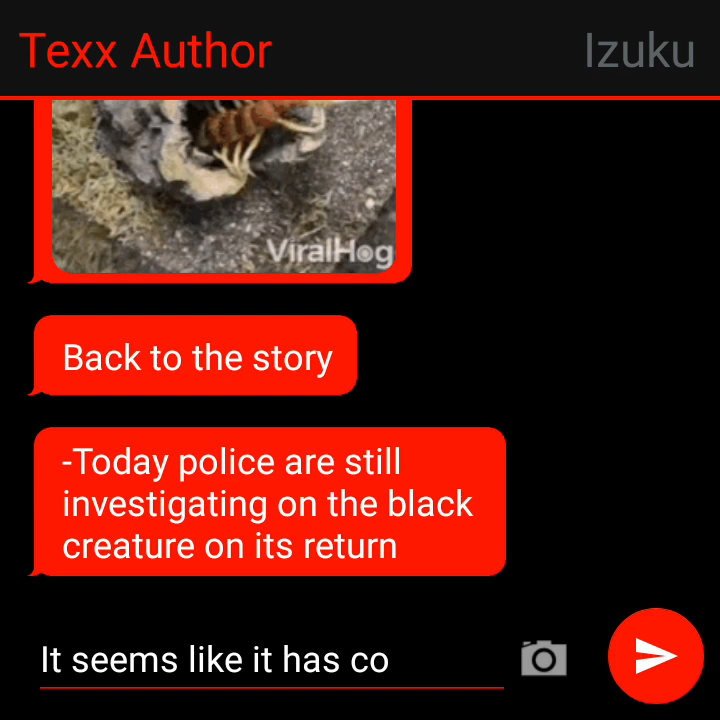 Texx Author
Izuku
ViralHog
Back to the story
-Today police are still
investigating on the black
creature on its return
It seems like it has co